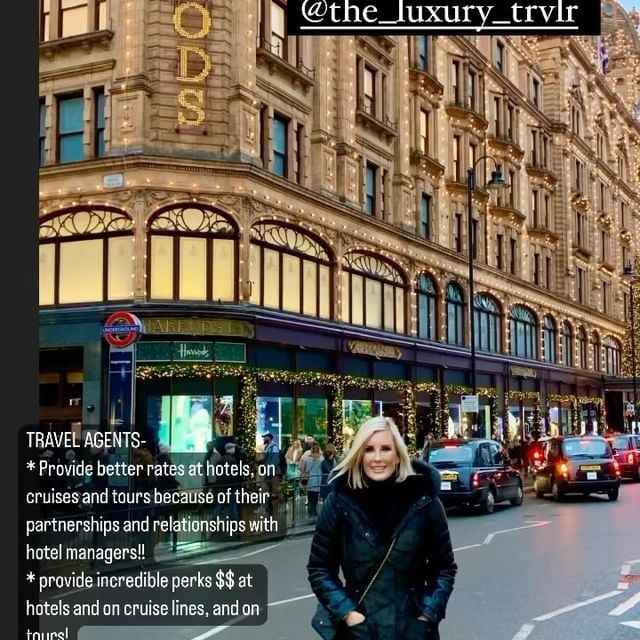 @the_luxury_trvlr
ODS
UNDERGROUND
HARRODS
Harrods
TRAVEL AGENTS-
* Provide better rates at hotels, on
cruises and tours because of their
partnerships and relationships with
hotel managers!!
* provide incredible perks $$ at
hotels and on cruise lines, and on
tours!